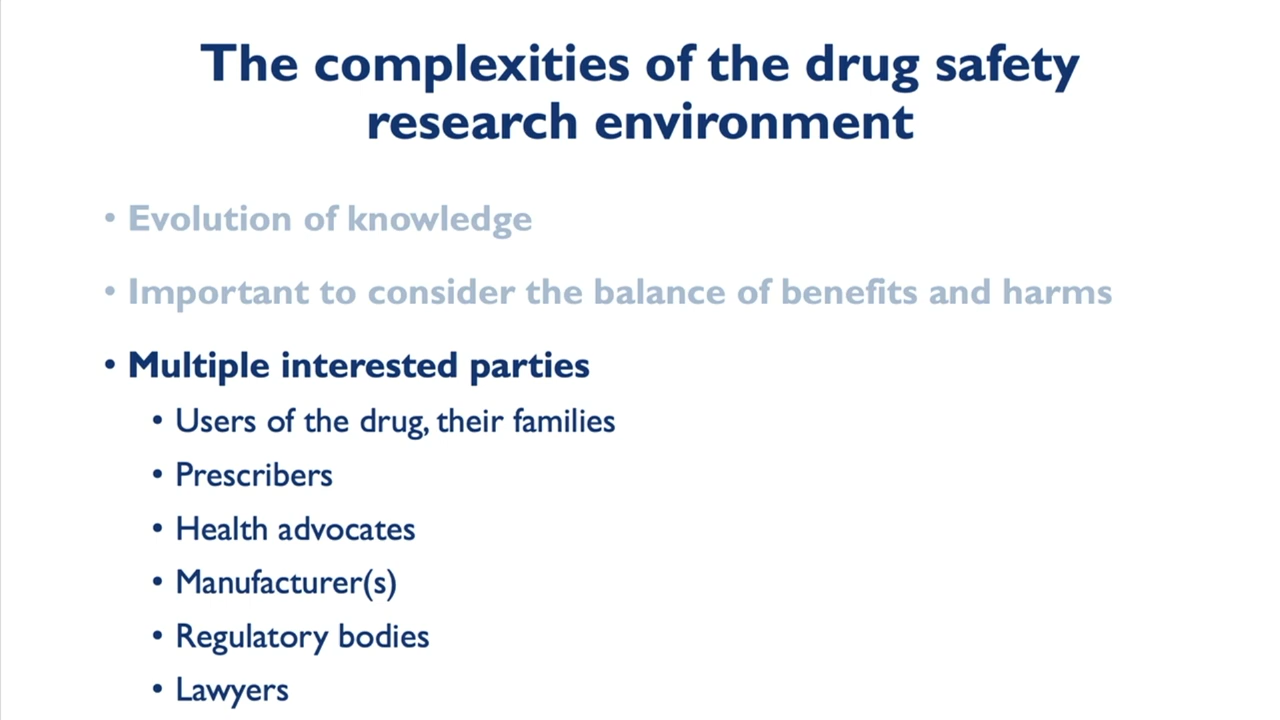 The complexities of the drug safety
research environment
• Evolution of knowledge
• Important to consider the balance of benefits and harms
• Multiple interested parties
• Users of the drug, their families
• Prescribers
• Health advocates
• Manufacturer(s)
• Regulatory bodies
• Lawyers